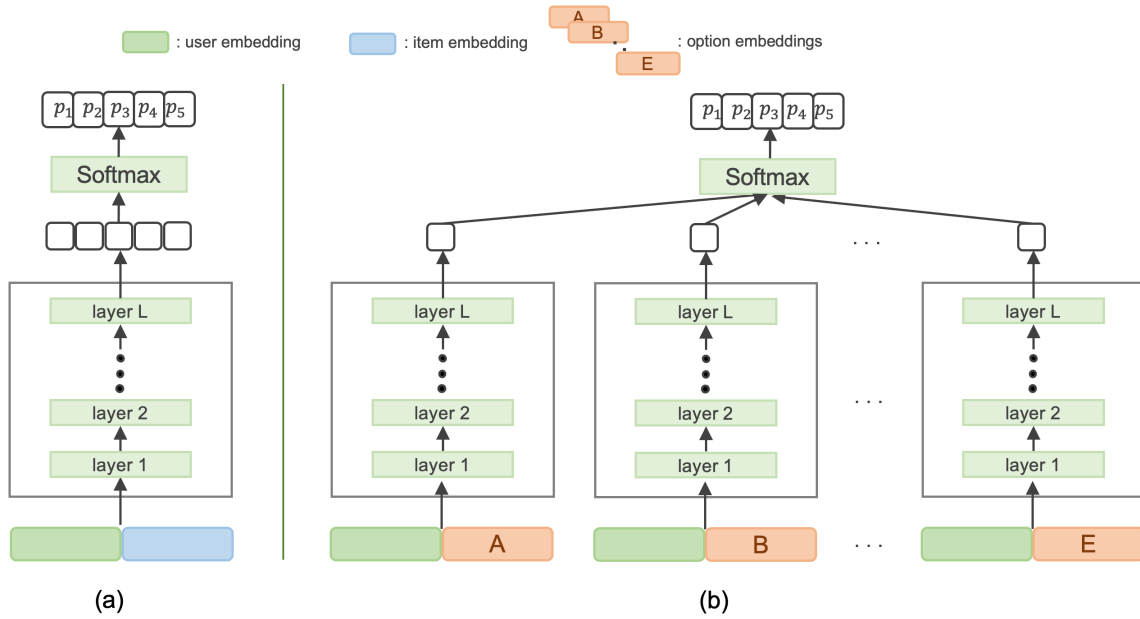 : user embedding
: item embedding
A
B
E
: option embeddings
p1 p2 p3 p4 p5
Softmax
layer L
layer 2
layer 1
(a)
p1 p2 p3 p4 p5
Softmax
. . .
layer L layer L layer L
. . .
layer 2 layer 2 layer 2
layer 1 layer 1 layer 1
A B . . . E
(b)